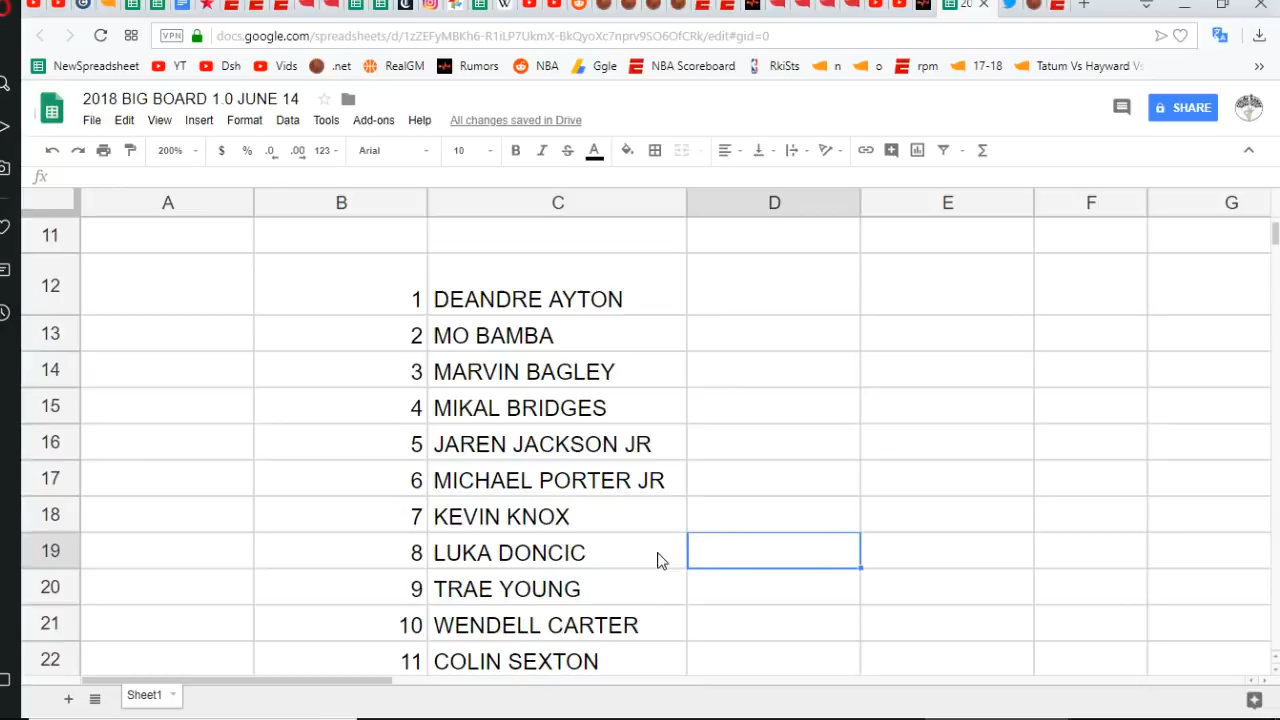 20
VPN docs.google.com/spreadsheets/d/1zZEFyMBKh6-R1iLP7UkmX-BkQyoXc7nprv9SO6OfCRk/edit#gid=0
NewSpreadsheet YT Dsh Vids .net RealGM Rumors NBA Ggle NBA Scoreboard RkiSts n o rpm 17-18 Tatum Vs Hayward Vs
2018 BIG BOARD 1.0 JUNE 14
SHARE
File Edit View Insert Format Data Tools Add-ons Help All changes saved in Drive
200% $ % .0 .00 123 Arial 10 B I S A Σ
fx
A B C D E F G
11
12 1 DEANDRE AYTON
13 2 MO BAMBA
14 3 MARVIN BAGLEY
15 4 MIKAL BRIDGES
16 5 JAREN JACKSON JR
17 6 MICHAEL PORTER JR
18 7 KEVIN KNOX
19 8 LUKA DONCIC
20 9 TRAE YOUNG
21 10 WENDELL CARTER
22 11 COLIN SEXTON
Sheet1